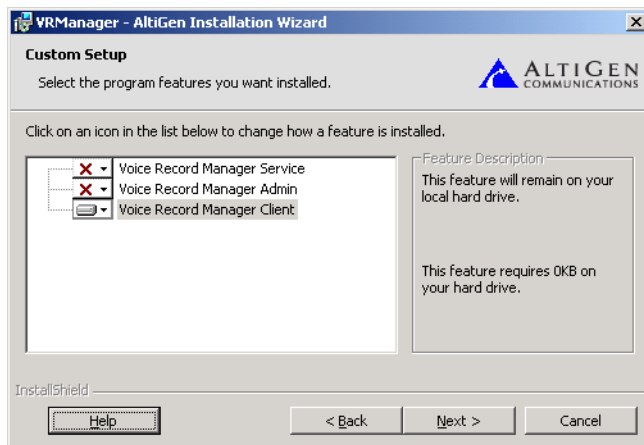 VRManager - AltiGen Installation Wizard
Custom Setup
Select the program features you want installed.
ALTIGEN
COMMUNICATIONS
Click on an icon in the list below to change how a feature is installed.
Voice Record Manager Service
Voice Record Manager Admin
Voice Record Manager Client
Feature Description
This feature will remain on your
local hard drive.
This feature requires 0KB on
your hard drive.
InstallShield
Help
< Back
Next >
Cancel